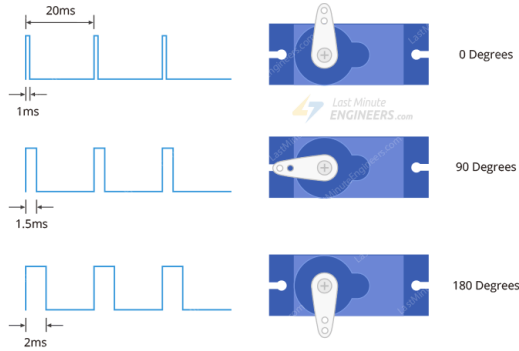 20ms
0 Degrees
1ms
Last Minute
ENGINEERS.com
90 Degrees
1.5ms
180 Degrees
2ms